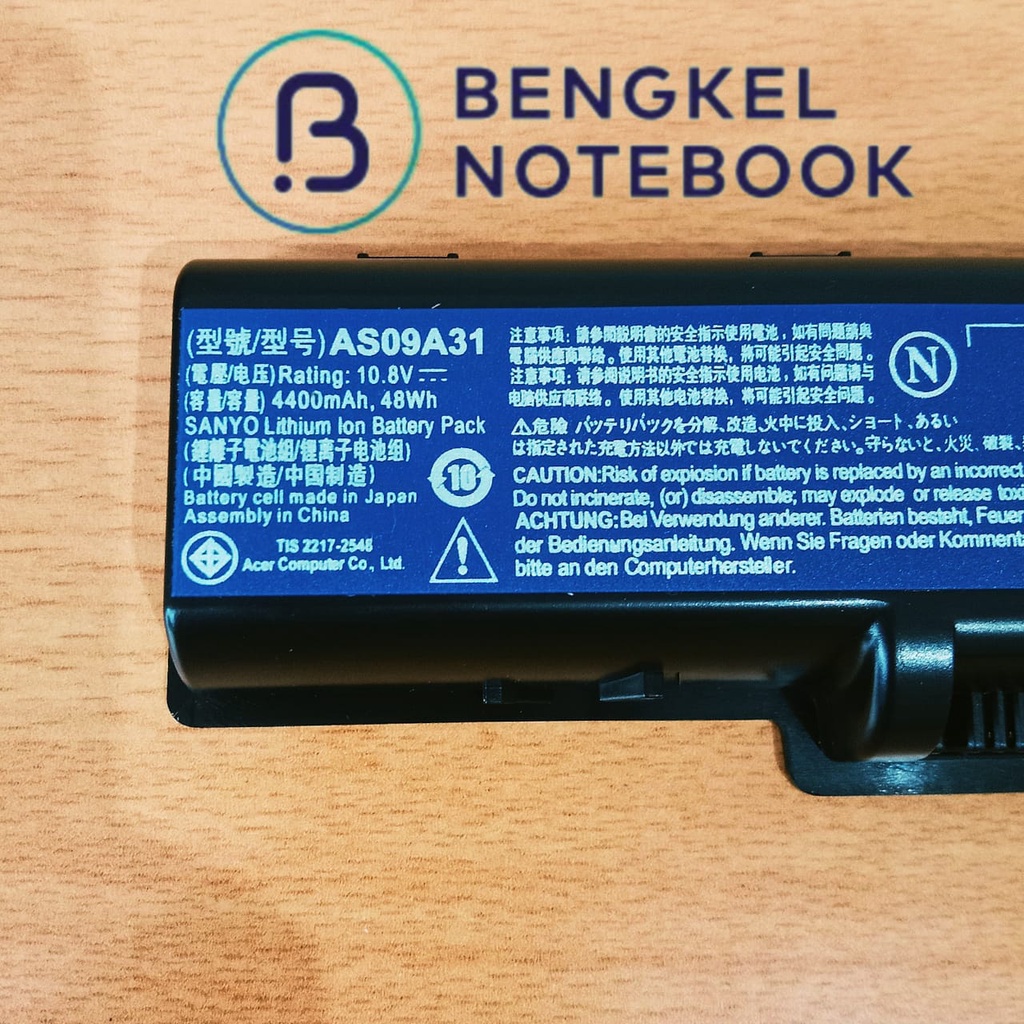 BENGKEL
NOTEBOOK
(型號/型号)AS09A31
(電壓/电压)Rating: 10.8V
(容量/容量) 4400mAh, 48Wh
SANYO Lithium Ion Battery Pack
(鋰離子電池組/锂离子电池组)
(中國製造/中国制造)
Battery cell made in Japan
Assembly in China
10
TIS 2217-2548
Acer Computer Co., Ltd.
注意事項: 請參閱說明書的安全指示使用電池，如有問題請與
電腦供應商聯絡。使用其他電池替換，將可能引起安全問題。
注意事项: 请参阅说明书的安全指示使用电池，如有问题请与
电脑供应商联络。使用其他电池替换，将可能引起安全问题。
N
⚠危險 バッテリパックを分解、改造、火中に投入、ショート、あるい
は指定された充電方法以外では充電しないでください。守らないと、火災、破裂、
CAUTION:Risk of explosion if battery is replaced by an incorrect
Do not incinerate, (or) disassemble; may explode or release toxi
ACHTUNG: Bei Verwendung anderer. Batterien besteht, Feuer
der Bedienungsanleitung. Wenn Sie Fragen oder Kommenta
bitte an den Computerhersteller.